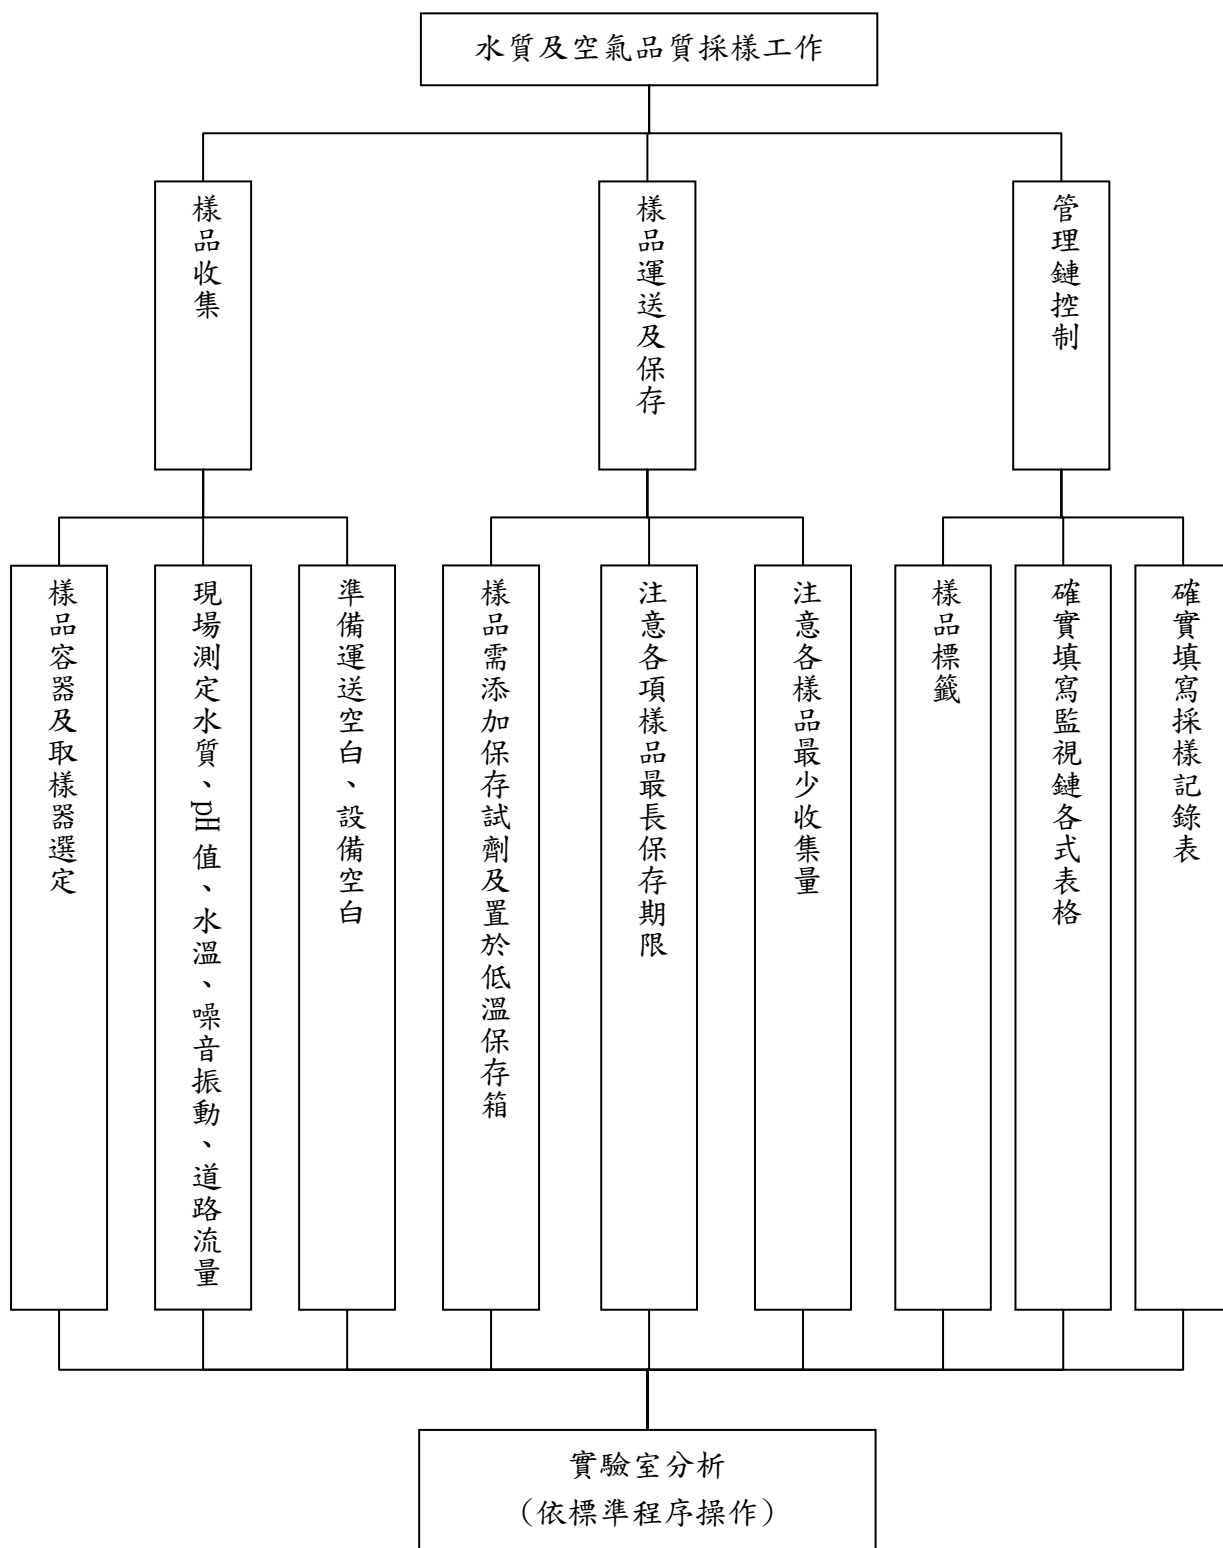 水質及空氣品質採樣工作
樣品收集
樣品運送及保存
管理鏈控制
樣品容器及取樣器選定
現場測定水質、pH值、水溫、噪音振動、道路流量
準備運送空白、設備空白
樣品需添加保存試劑及置於低溫保存箱
注意各項樣品最長保存期限
注意各樣品最少收集量
樣品標籤
確實填寫監視鏈各式表格
確實填寫採樣記錄表
實驗室分析
（依標準程序操作）